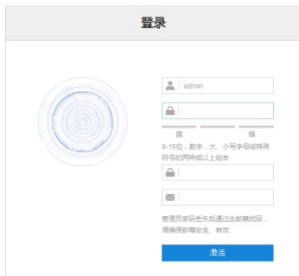 登录
admin
弱 强
8-16位，数字，大、小写字母或特殊
符号的两种或以上组合
管理员密码丢失后通过此邮箱找回，
请确保邮箱安全、有效
激活